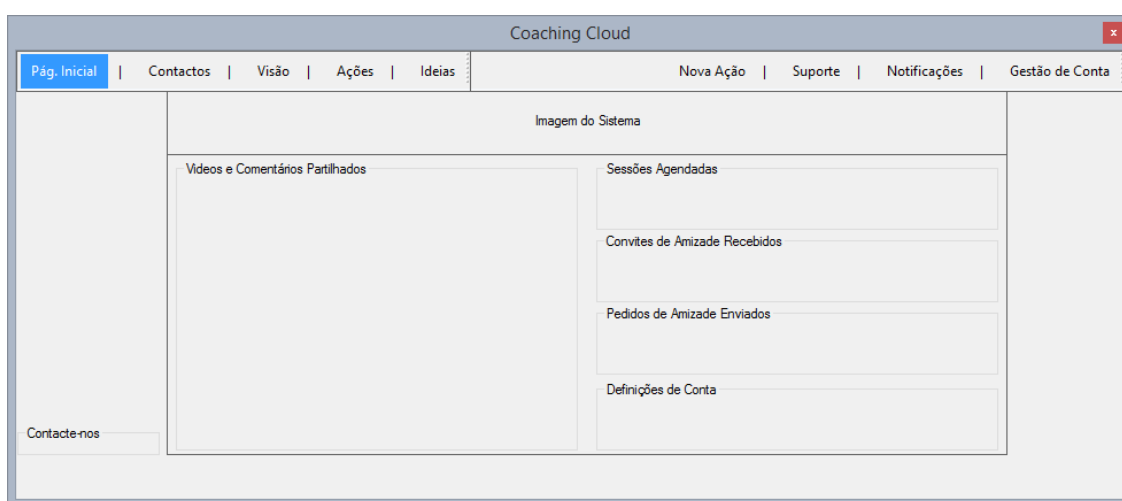 Coaching Cloud
x
Pág. Inicial | Contactos | Visão | Ações | Ideias Nova Ação | Suporte | Notificações | Gestão de Conta
Imagem do Sistema
Videos e Comentários Partilhados
Sessões Agendadas
Convites de Amizade Recebidos
Pedidos de Amizade Enviados
Definições de Conta
Contacte-nos